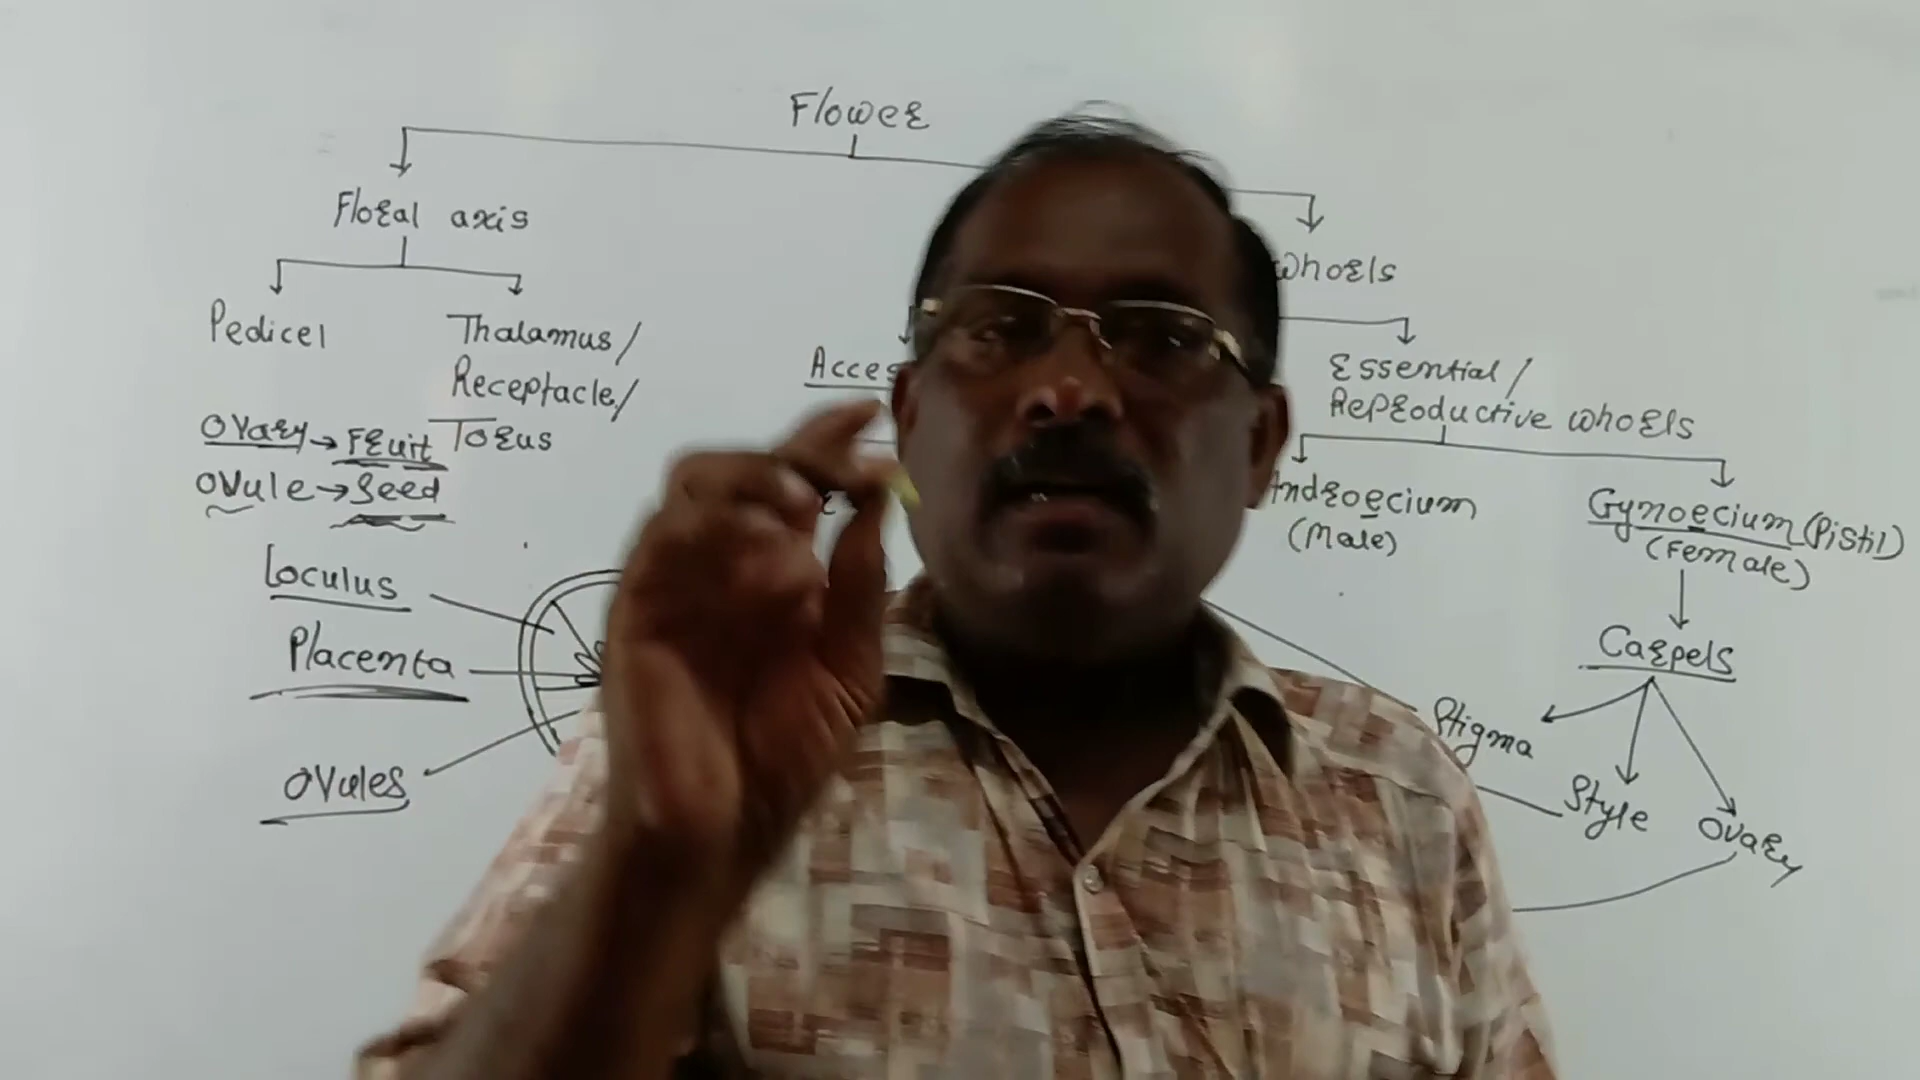 Flower
Floral axis
whorls
Pedicel
Thalamus/
Receptacle/
Torus
Ovary → Fruit
Ovule → Seed
Essential/
Reproductive whorls
Androecium
(Male)
Gynoecium (Pistil)
(Female)
Loculus
Placenta
Ovules
Carpels
Stigma
Style
Ovary